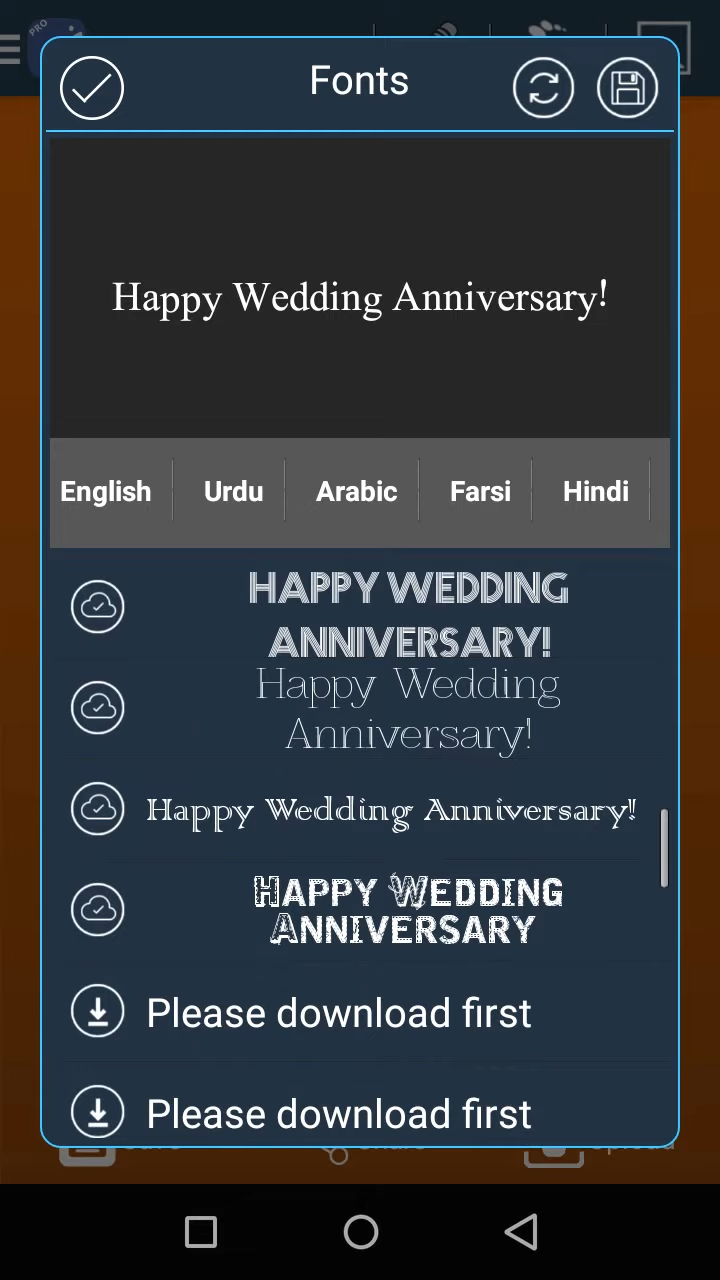 PRO
Fonts
Happy Wedding Anniversary!
English Urdu Arabic Farsi Hindi
HAPPY WEDDING
ANNIVERSARY!
Happy Wedding
Anniversary!
Happy Wedding Anniversary!
HAPPY WEDDING
ANNIVERSARY
Please download first
Please download first